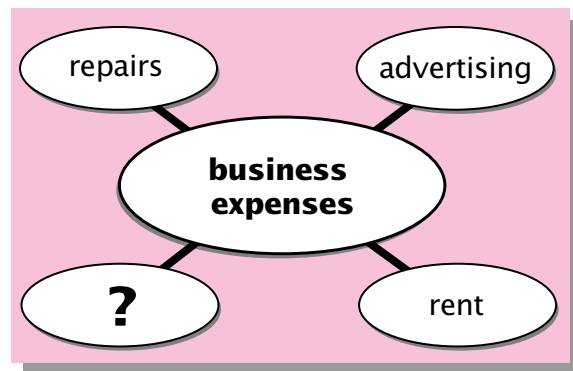 repairs
advertising
business
expenses
?
rent